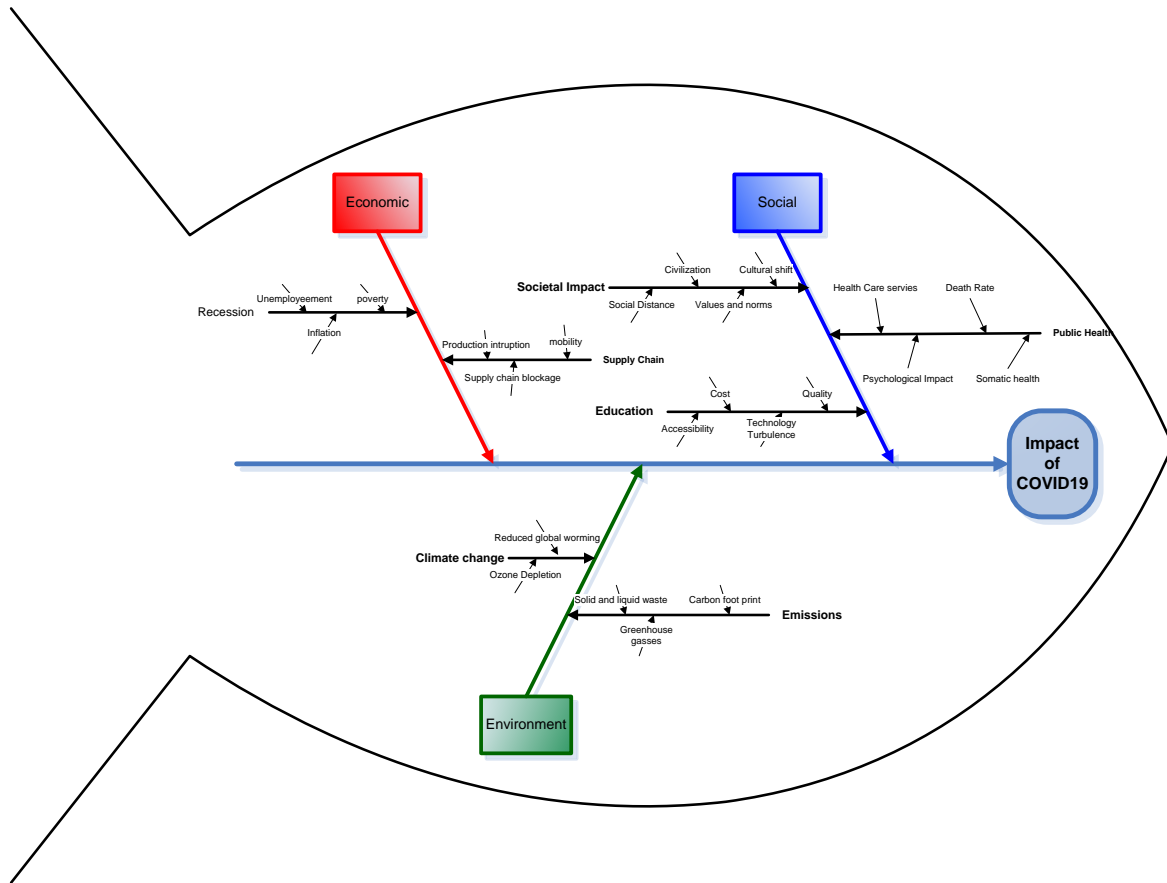 Economic
Social
Civilization
Cultural shift
Societal Impact
Health Care servies
Death Rate
Unemployeement
poverty
Social Distance
Values and norms
Recession
Inflation
Public Health
Production intruption
mobility
Supply Chain
Supply chain blockage
Psychological Impact
Somatic health
Cost
Quality
Education
Accessibility
Technology
Turbulence
Impact
of
COVID19
Reduced global worming
Climate change
Ozone Depletion
Solid and liquid waste
Carbon foot print
Emissions
Greenhouse
gasses
Environment